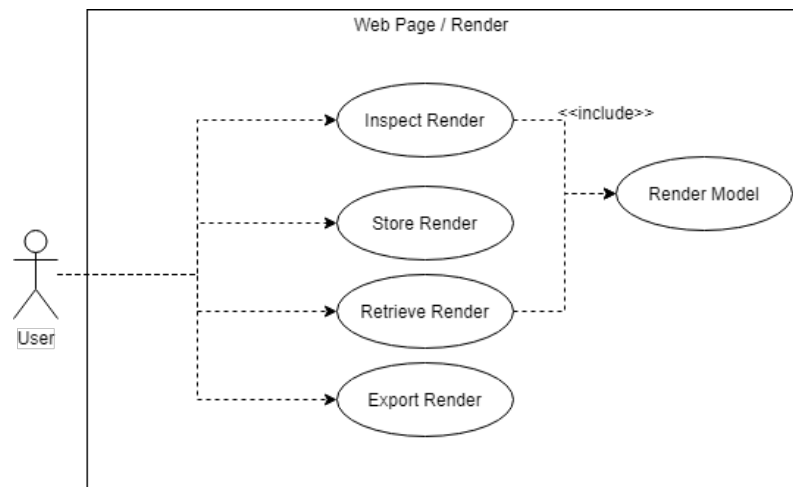 Web Page / Render
Inspect Render
<<include>>
Render Model
Store Render
Retrieve Render
Export Render
User